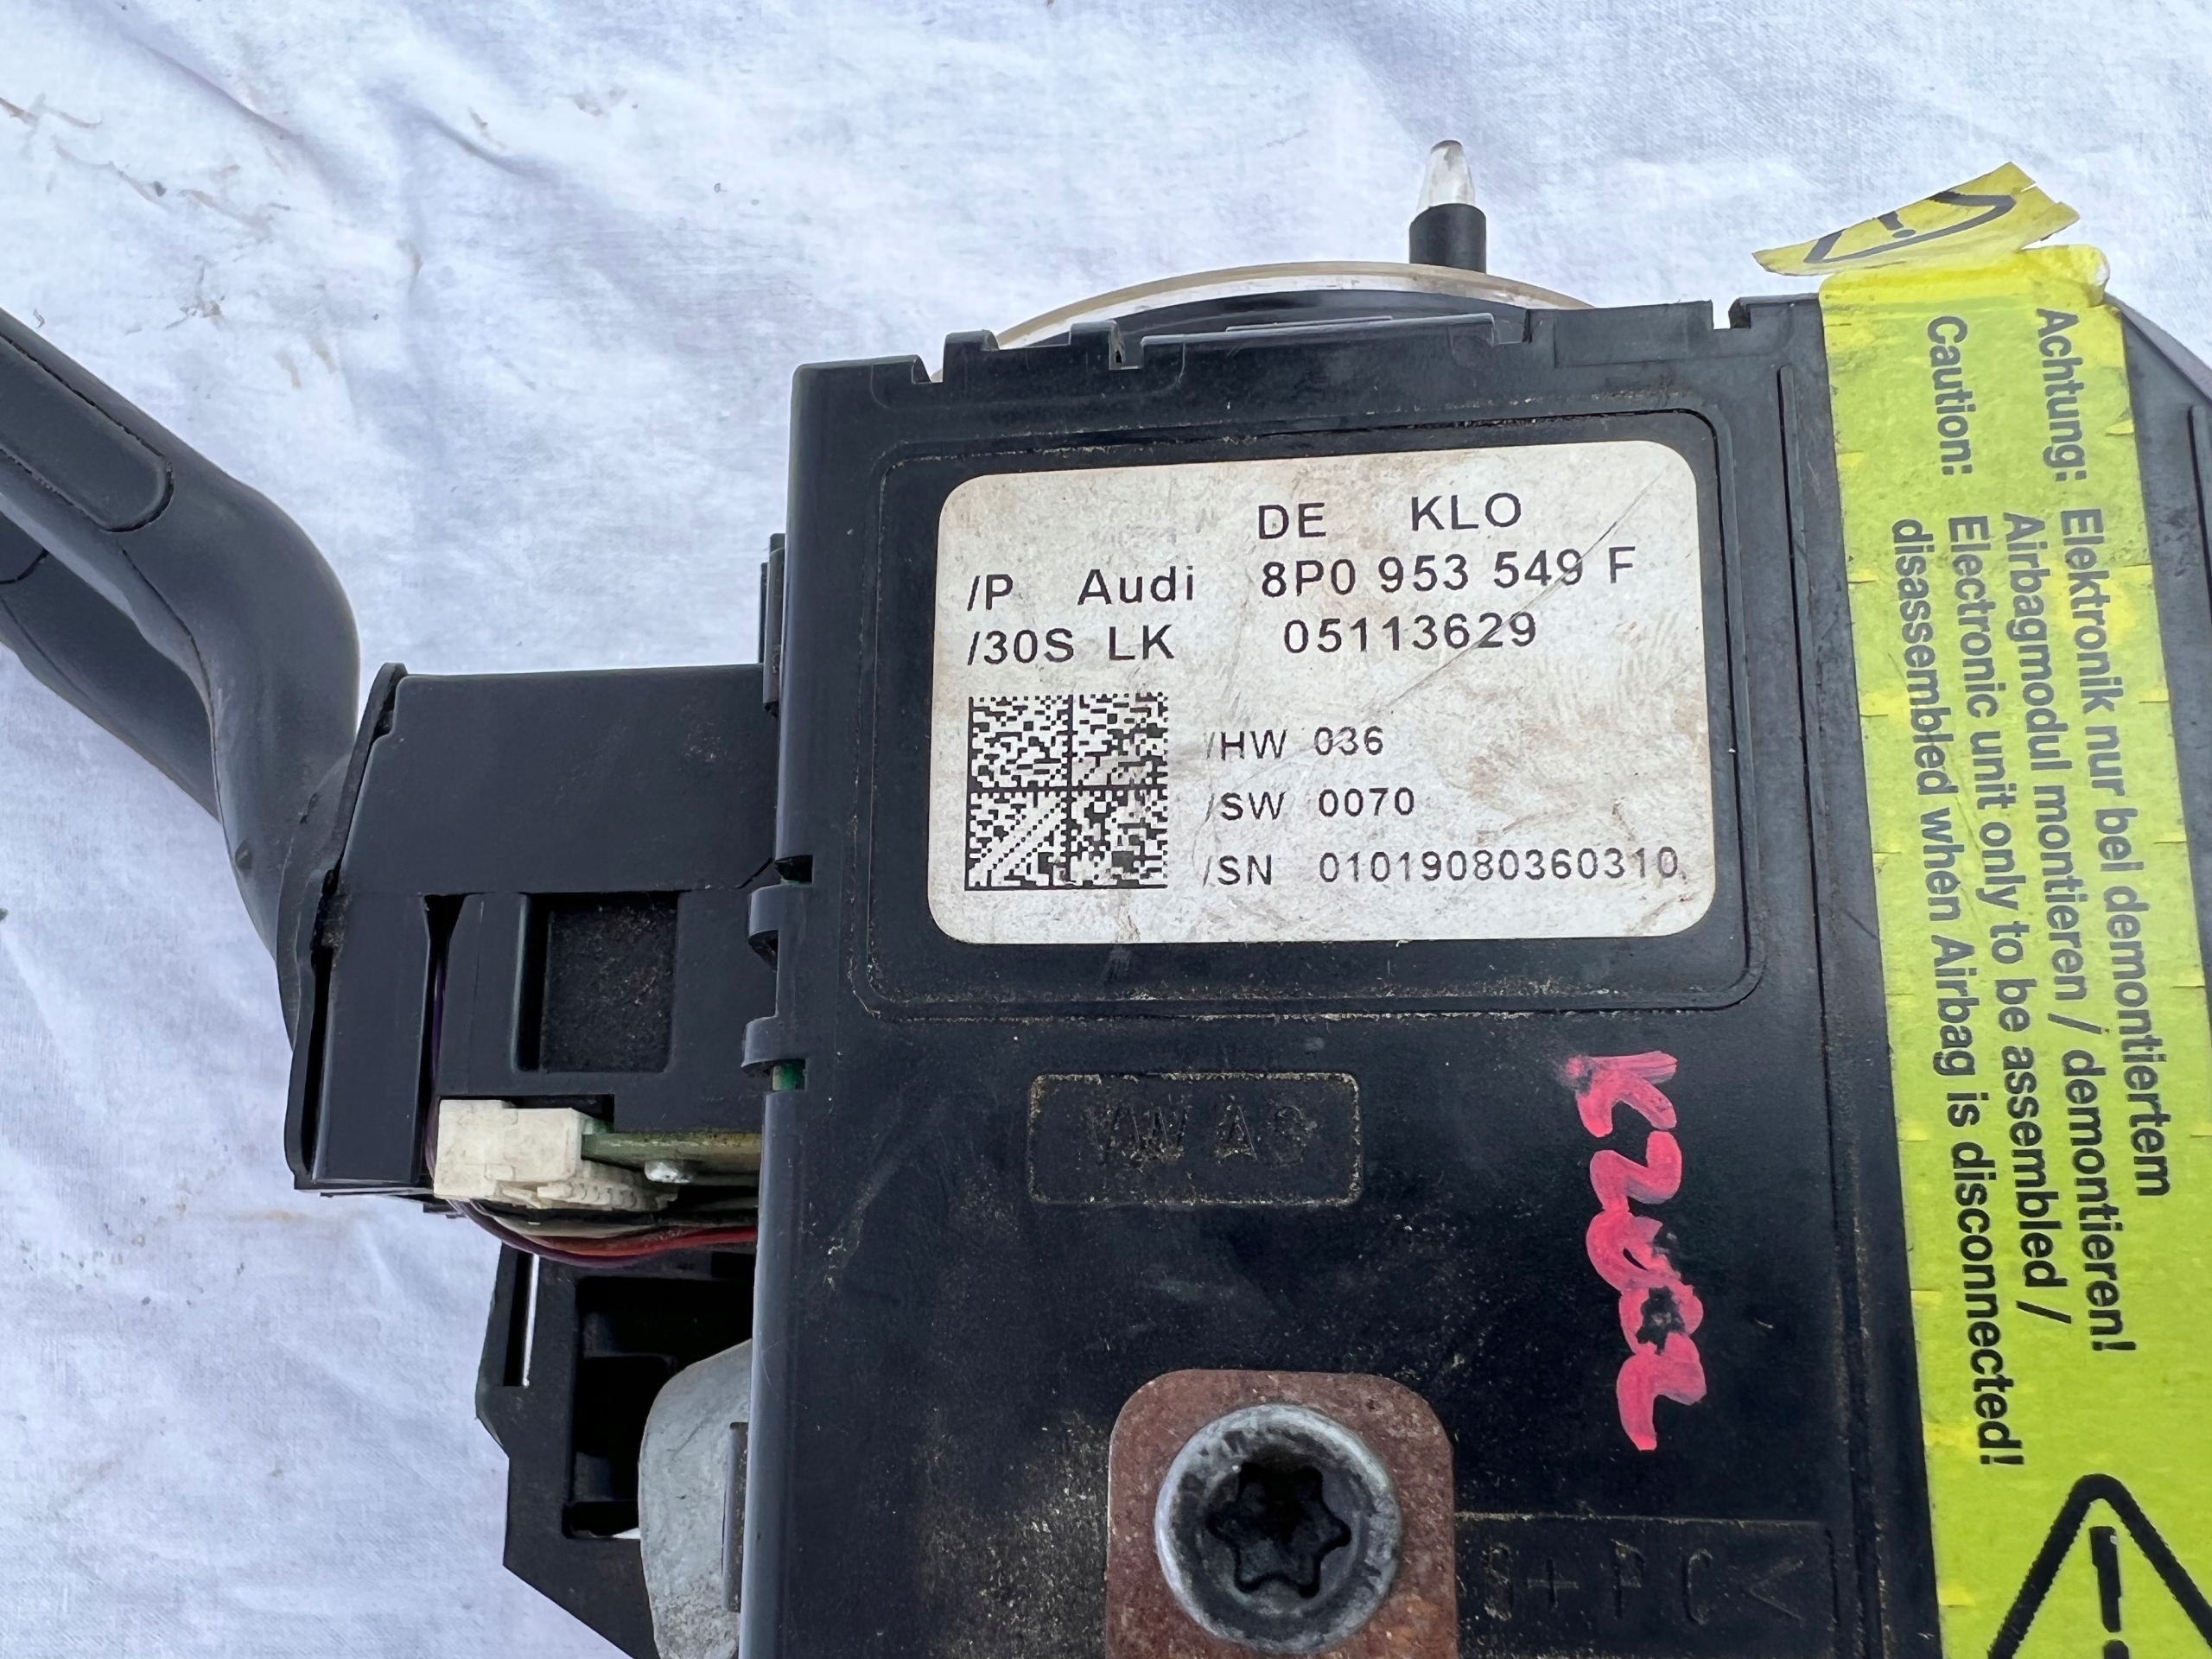 DE KLO
/P Audi 8P0 953 549 F
/30S LK 05113629
/HW 036
/SW 0070
/SN 01019080360310
VW AG
Achtung: Elektronik nur bei demontiertem
Airbagmodul montieren / demontieren!
Caution: Electronic unit only to be assembled /
disassembled when Airbag is disconnected!